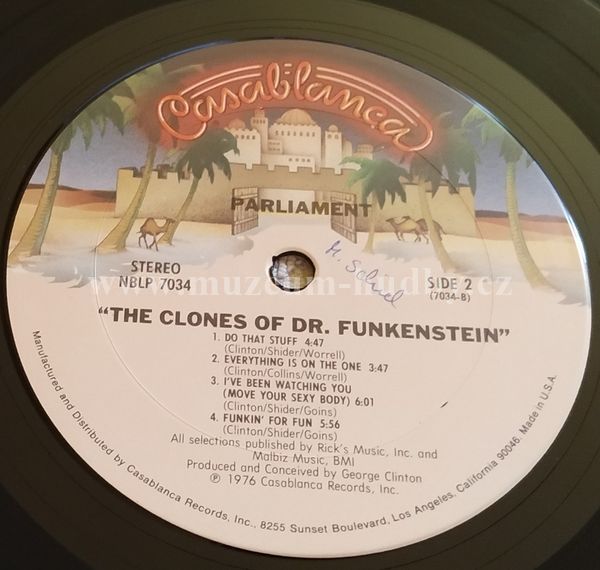 Casablanca
PARLIAMENT
STEREO
NBLP 7034
SIDE 2
(7034-B)
www.muzeum-hudby.cz
"THE CLONES OF DR. FUNKENSTEIN"
1. DO THAT STUFF 4:47
(Clinton/Shider/Worrell)
2. EVERYTHING IS ON THE ONE 3:47
(Clinton/Collins/Worrell)
3. I'VE BEEN WATCHING YOU
(MOVE YOUR SEXY BODY) 6:01
(Clinton/Shider/Goins)
4. FUNKIN' FOR FUN 5:56
(Clinton/Shider/Goins)
All selections published by Rick's Music, Inc. and
Malbiz Music, BMI
Produced and Conceived by George Clinton
Ⓟ 1976 Casablanca Records, Inc.
Manufactured and Distributed by Casablanca Records, Inc., 8255 Sunset Boulevard, Los Angeles, California 90046. Made in U.S.A.